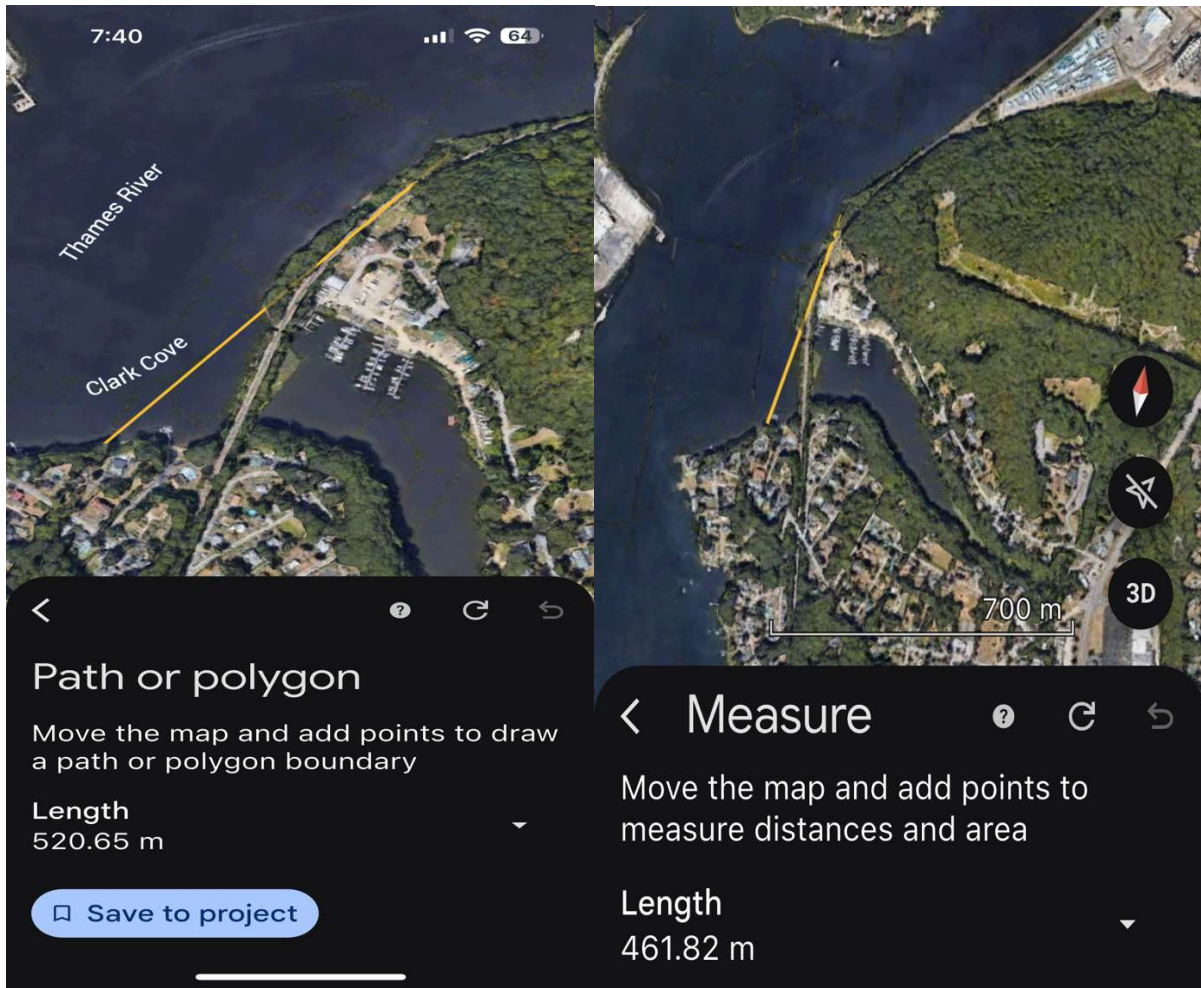 7:40
64
Thames River
Clark Cove
Path or polygon
Move the map and add points to draw
a path or polygon boundary
Length
520.65 m
Save to project
3D
700 m
Measure
Move the map and add points to
measure distances and area
Length
461.82 m